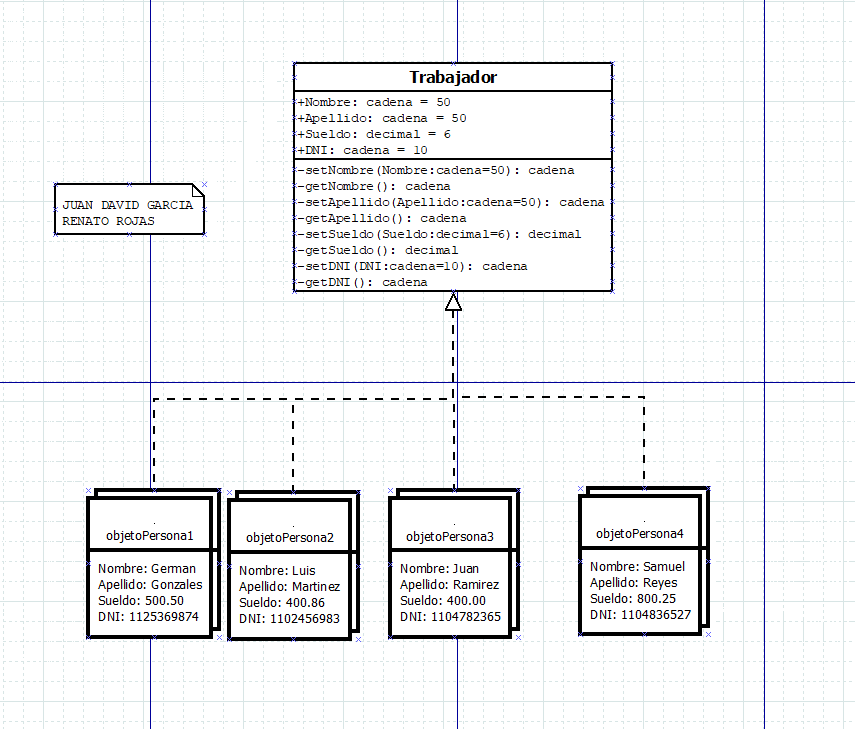 Trabajador
+Nombre: cadena = 50
+Apellido: cadena = 50
+Sueldo: decimal = 6
+DNI: cadena = 10
-setNombre(Nombre:cadena=50): cadena
-getNombre(): cadena
-setApellido(Apellido:cadena=50): cadena
-getApellido(): cadena
-setSueldo(Sueldo:decimal=6): decimal
-getSueldo(): decimal
-setDNI(DNI:cadena=10): cadena
-getDNI(): cadena
JUAN DAVID GARCIA
RENATO ROJAS
objetoPersona1
Nombre: German
Apellido: Gonzales
Sueldo: 500.50
DNI: 1125369874
objetoPersona2
Nombre: Luis
Apellido: Martinez
Sueldo: 400.86
DNI: 1102456983
objetoPersona3
Nombre: Juan
Apellido: Ramirez
Sueldo: 400.00
DNI: 1104782365
objetoPersona4
Nombre: Samuel
Apellido: Reyes
Sueldo: 800.25
DNI: 1104836527